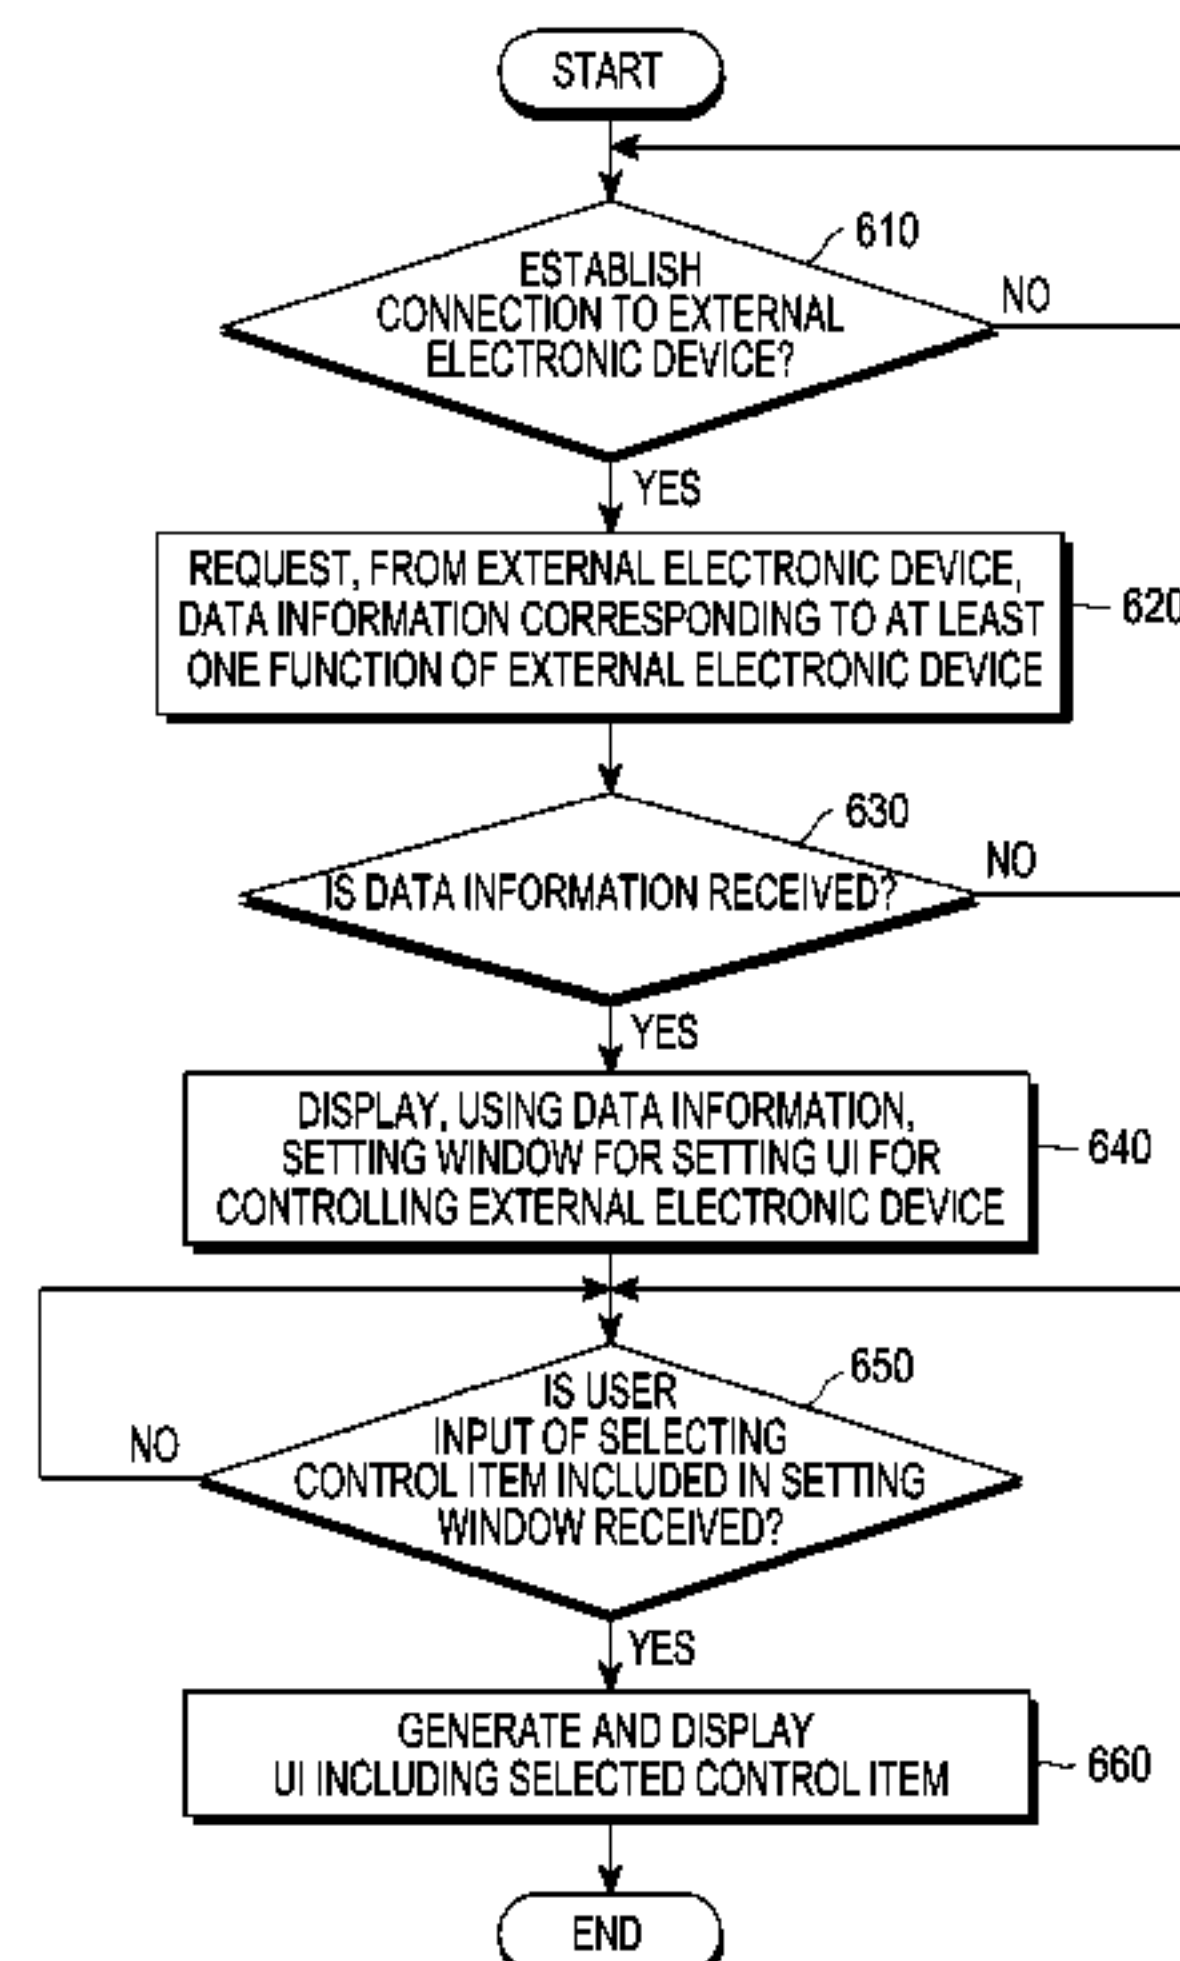 START
610
ESTABLISH
CONNECTION TO EXTERNAL
ELECTRONIC DEVICE?
NO
YES
REQUEST, FROM EXTERNAL ELECTRONIC DEVICE,
DATA INFORMATION CORRESPONDING TO AT LEAST
ONE FUNCTION OF EXTERNAL ELECTRONIC DEVICE
620
630
NO
IS DATA INFORMATION RECEIVED?
YES
DISPLAY, USING DATA INFORMATION,
SETTING WINDOW FOR SETTING UI FOR
CONTROLLING EXTERNAL ELECTRONIC DEVICE
640
650
IS USER
INPUT OF SELECTING
CONTROL ITEM INCLUDED IN SETTING
WINDOW RECEIVED?
NO
YES
GENERATE AND DISPLAY
UI INCLUDING SELECTED CONTROL ITEM
660
END